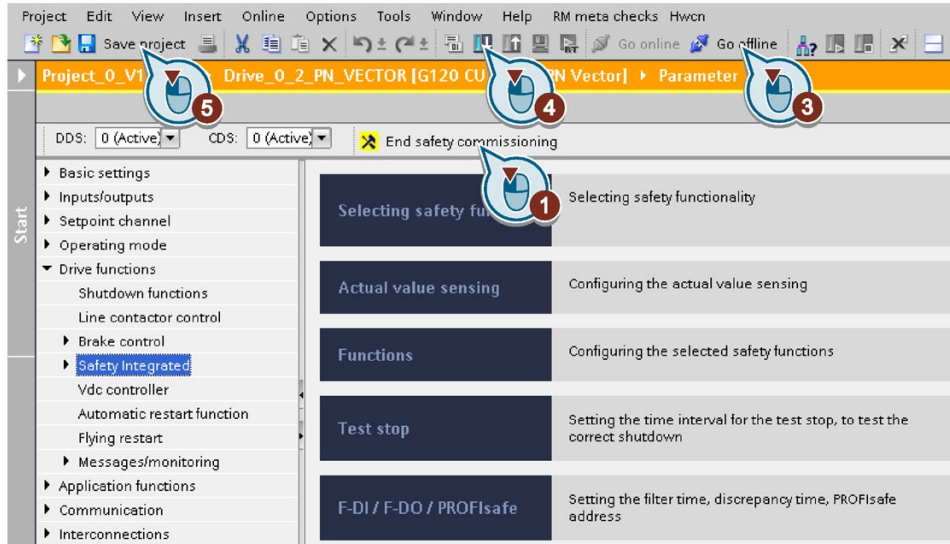 Project Edit View Insert Online Options Tools Window Help RM meta checks Hwcn
Save project Go online Go offline
Project_0_V1 Drive_0_2_PN_VECTOR [G120 CU PN Vector] Parameter
5
4
3
DDS: 0 (Active) CDS: 0 (Active) End safety commissioning
1
Start
Basic settings
Inputs/outputs
Setpoint channel
Operating mode
Drive functions
Shutdown functions
Line contactor control
Brake control
Safety Integrated
Vdc controller
Automatic restart function
Flying restart
Messages/monitoring
Application functions
Communication
Interconnections
Selecting safety
Selecting safety functionality
Actual value sensing
Configuring the actual value sensing
Functions
Configuring the selected safety functions
Test stop
Setting the time interval for the test stop, to test the
correct shutdown
F-DI / F-DO / PROFIsafe
Setting the filter time, discrepancy time, PROFIsafe
address